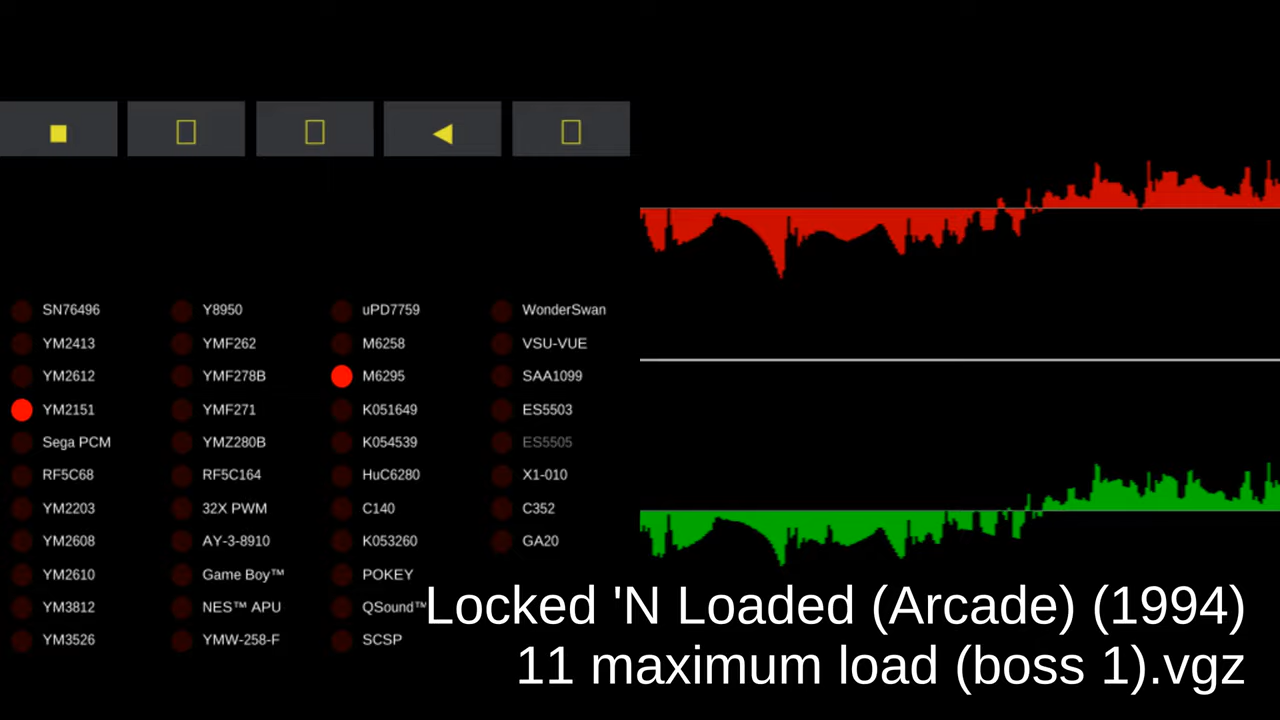 SN76496 Y8950 uPD7759 WonderSwan
YM2413 YMF262 M6258 VSU-VUE
YM2612 YMF278B M6295 SAA1099
YM2151 YMF271 K051649 ES5503
Sega PCM YMZ280B K054539 ES5505
RF5C68 RF5C164 HuC6280 X1-010
YM2203 32X PWM C140 C352
YM2608 AY-3-8910 K053260 GA20
YM2610 Game Boy™ POKEY
YM3812 NES™ APU QSound™
YM3526 YMW-258-F SCSP
Locked 'N Loaded (Arcade) (1994)
11 maximum load (boss 1).vgz